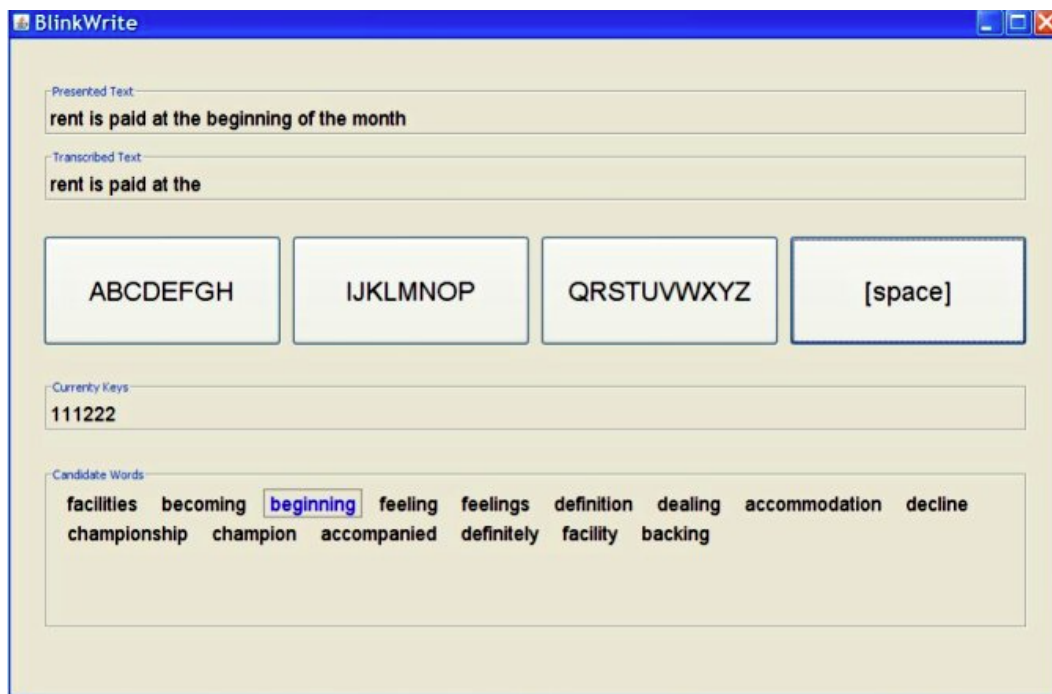 BlinkWrite
Presented Text
rent is paid at the beginning of the month
Transcribed Text
rent is paid at the
ABCDEFGH IJKLMNOP QRSTUVWXYZ [space]
Currenty Keys
111222
Candidate Words
facilities becoming beginning feeling feelings definition dealing accommodation decline
championship champion accompanied definitely facility backing